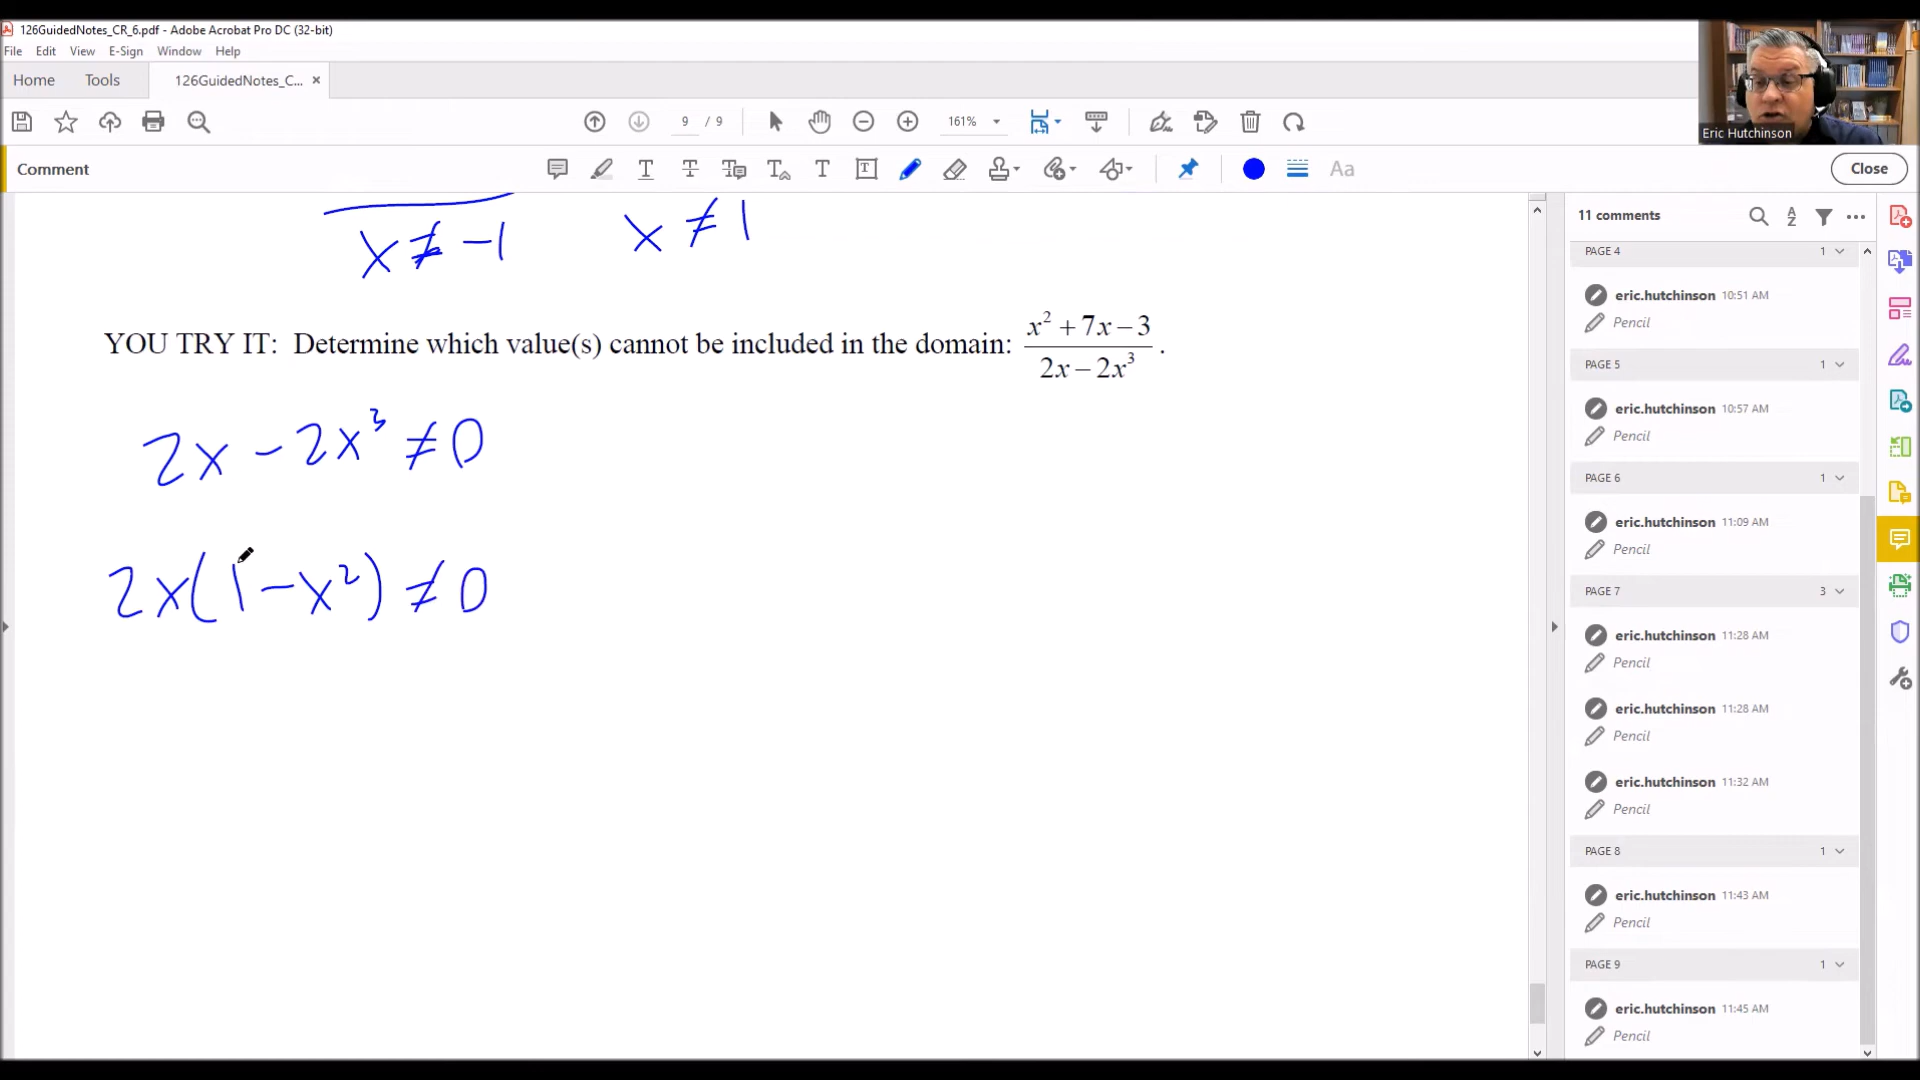 126GuidedNotes_CR_6.pdf - Adobe Acrobat Pro DC (32-bit)
File Edit View E-Sign Window Help
Home Tools 126GuidedNotes_C... ×
9 / 9 161%
Eric Hutchinson
Comment
Aa
Close
x ≠ -1 x ≠ 1
YOU TRY IT: Determine which value(s) cannot be included in the domain: (x² + 7x − 3)/(2x − 2x³) .
2x − 2x³ ≠ 0
2x(1 − x²) ≠ 0
11 comments
PAGE 4 1
eric.hutchinson 10:51 AM
Pencil
PAGE 5 1
eric.hutchinson 10:57 AM
Pencil
PAGE 6 1
eric.hutchinson 11:09 AM
Pencil
PAGE 7 3
eric.hutchinson 11:28 AM
Pencil
eric.hutchinson 11:28 AM
Pencil
eric.hutchinson 11:32 AM
Pencil
PAGE 8 1
eric.hutchinson 11:43 AM
Pencil
PAGE 9 1
eric.hutchinson 11:45 AM
Pencil